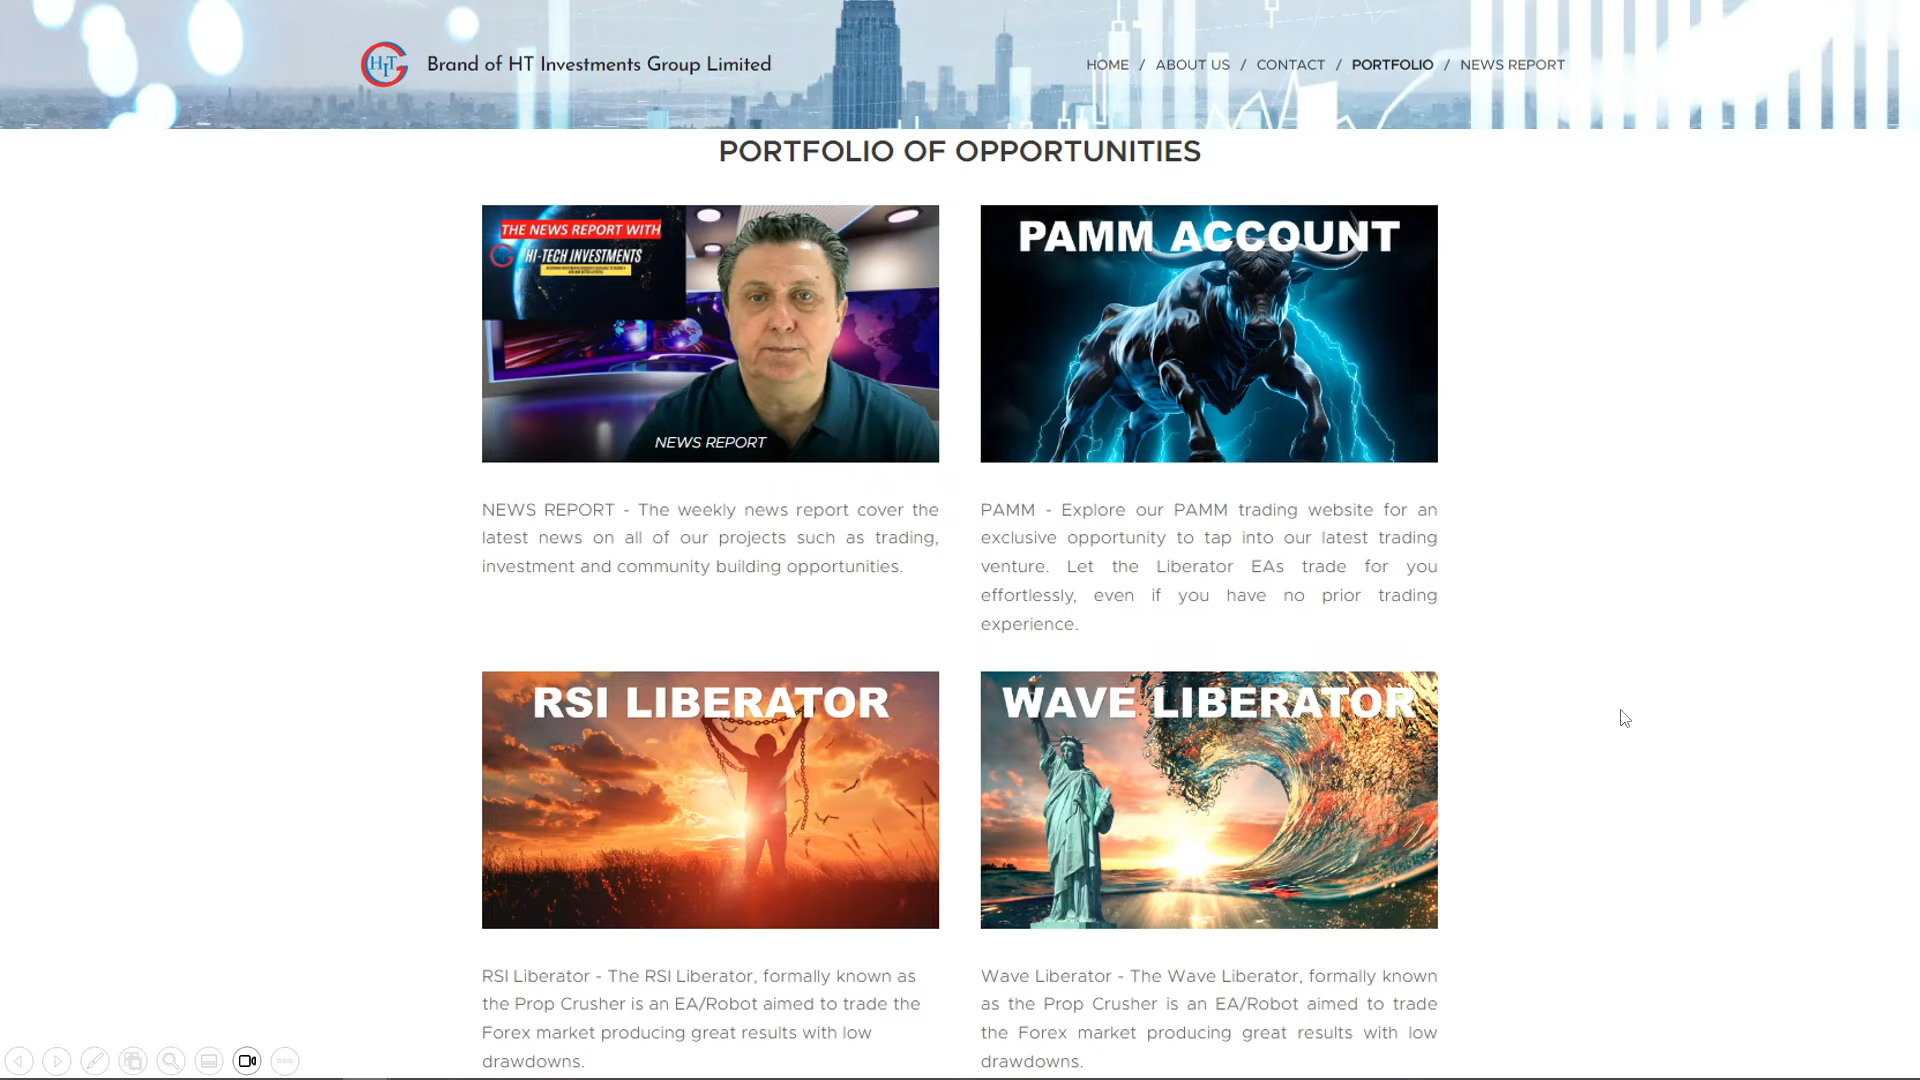 HIT
Brand of HT Investments Group Limited
HOME / ABOUT US / CONTACT / PORTFOLIO / NEWS REPORT
PORTFOLIO OF OPPORTUNITIES
THE NEWS REPORT WITH
HI-TECH INVESTMENTS
NEWS REPORT
PAMM ACCOUNT
NEWS REPORT - The weekly news report cover the
latest news on all of our projects such as trading,
investment and community building opportunities.
PAMM - Explore our PAMM trading website for an
exclusive opportunity to tap into our latest trading
venture. Let the Liberator EAs trade for you
effortlessly, even if you have no prior trading
experience.
RSI LIBERATOR
WAVE LIBERATOR
RSI Liberator - The RSI Liberator, formally known as
the Prop Crusher is an EA/Robot aimed to trade the
Forex market producing great results with low
drawdowns.
Wave Liberator - The Wave Liberator, formally known
as the Prop Crusher is an EA/Robot aimed to trade
the Forex market producing great results with low
drawdowns.